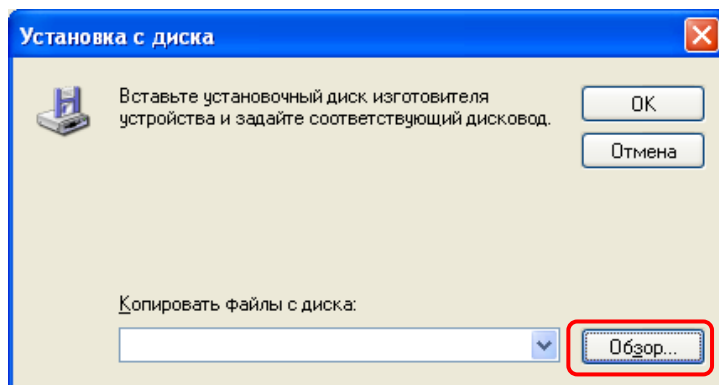 Установка с диска
Вставьте установочный диск изготовителя
устройства и задайте соответствующий дисковод.
OK
Отмена
Копировать файлы с диска:
Обзор...